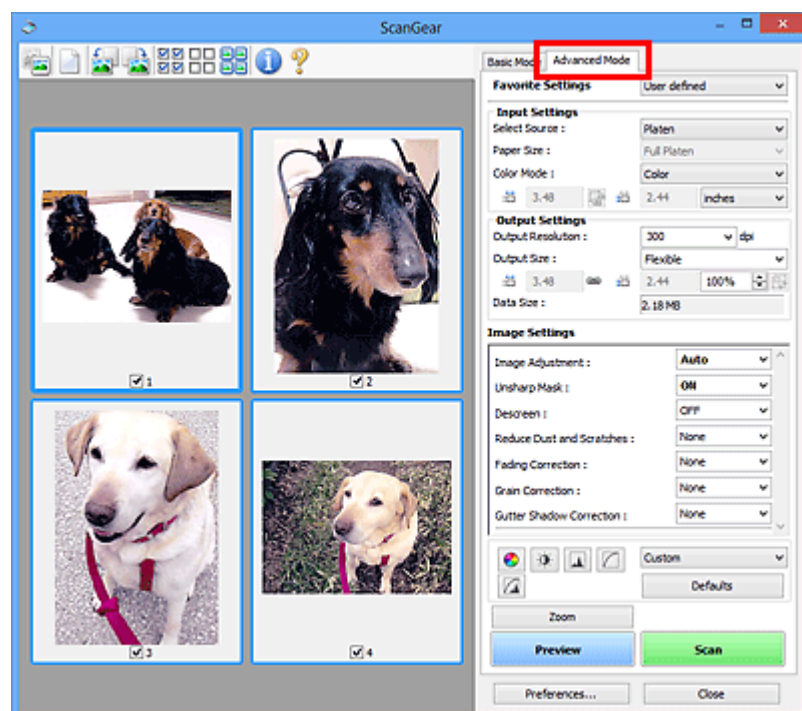 ScanGear
Basic Mode Advanced Mode
Favorite Settings User defined
Input Settings
Select Source : Platen
Paper Size : Full Platen
Color Mode : Color
3.48 2.44 inches
Output Settings
Output Resolution : 300 dpi
Output Size : Flexible
3.48 2.44 100%
Data Size : 2.18 MB
Image Settings
Image Adjustment : Auto
Unsharp Mask : ON
Descreen : OFF
Reduce Dust and Scratches : None
Fading Correction : None
Grain Correction : None
Gutter Shadow Correction : None
Custom
Defaults
Zoom
Preview Scan
Preferences... Close
1
2
3
4